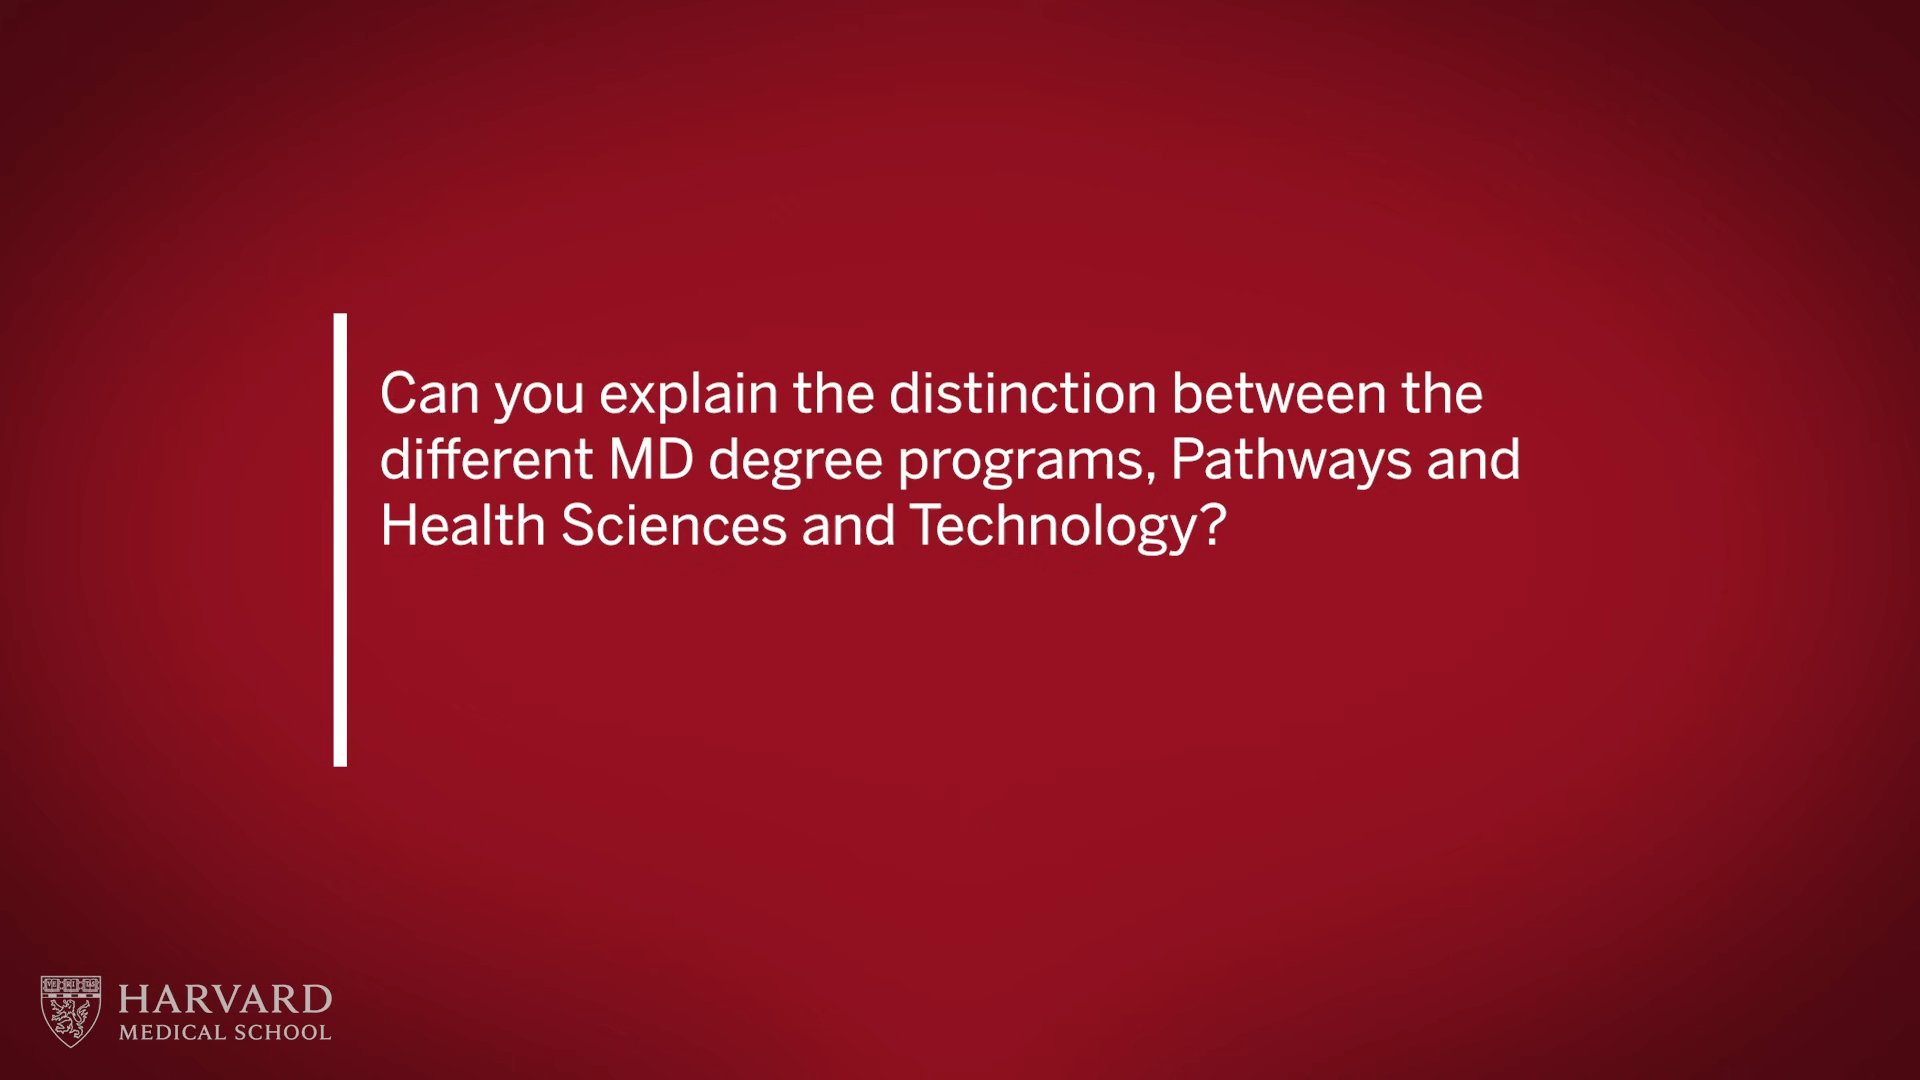 Can you explain the distinction between the
different MD degree programs, Pathways and
Health Sciences and Technology?
HARVARD
MEDICAL SCHOOL